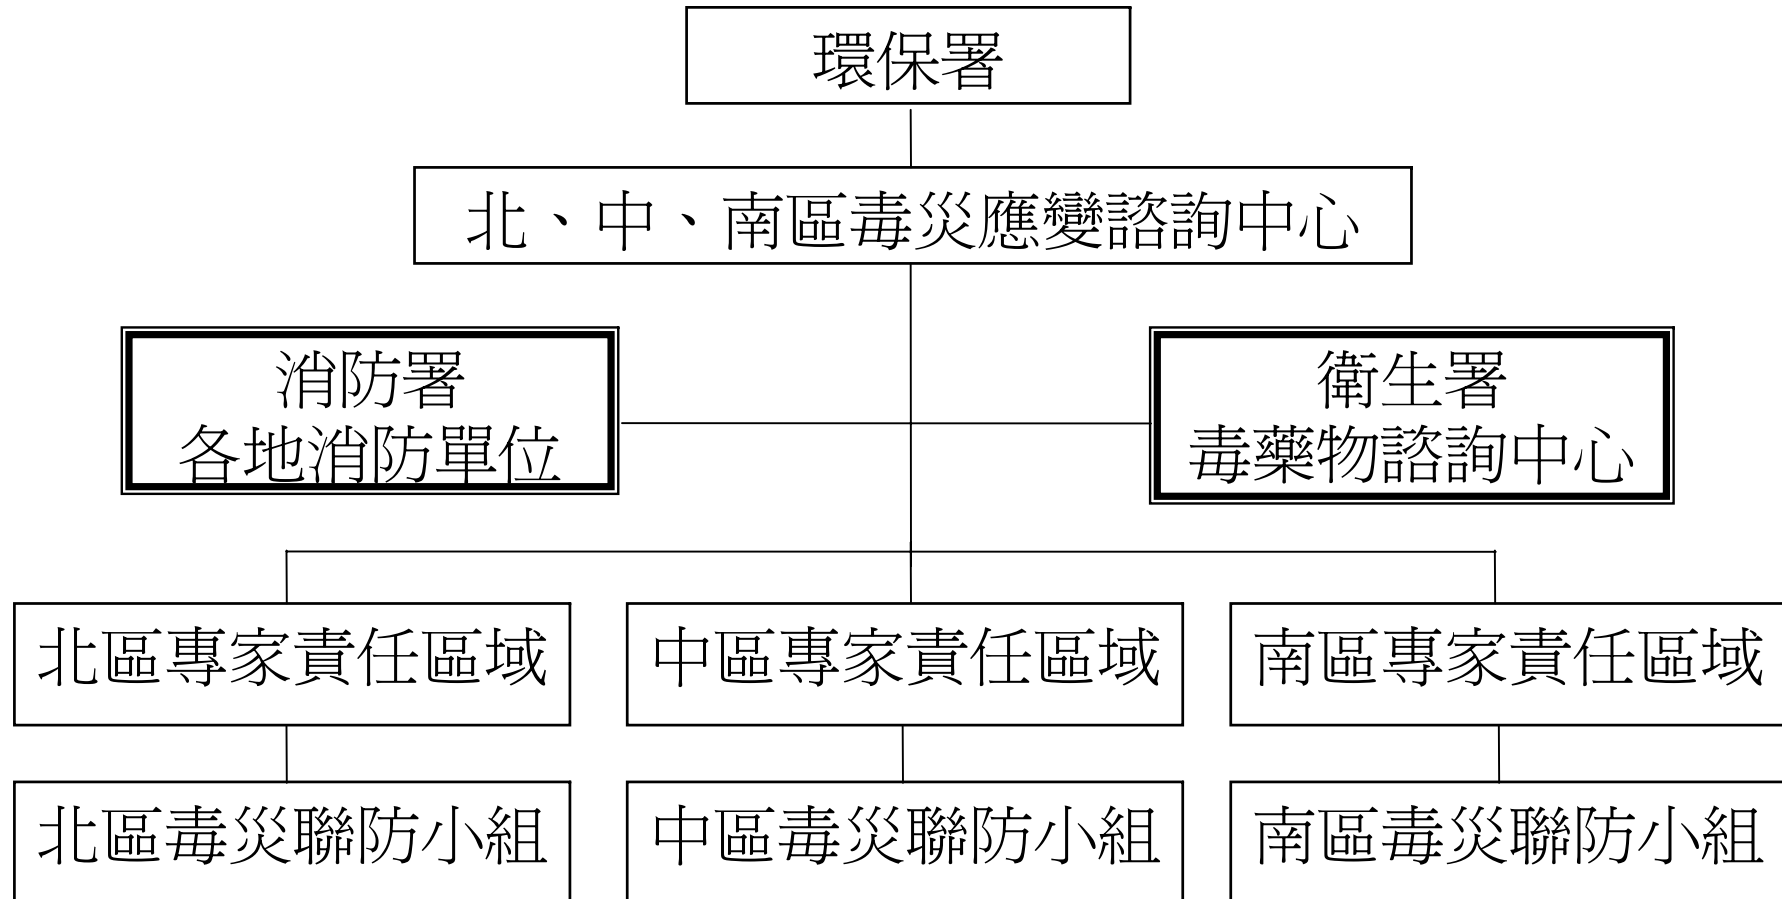 環保署
北、中、南區毒災應變諮詢中心
消防署
各地消防單位
衛生署
毒藥物諮詢中心
北區專家責任區域
中區專家責任區域
南區專家責任區域
北區毒災聯防小組
中區毒災聯防小組
南區毒災聯防小組